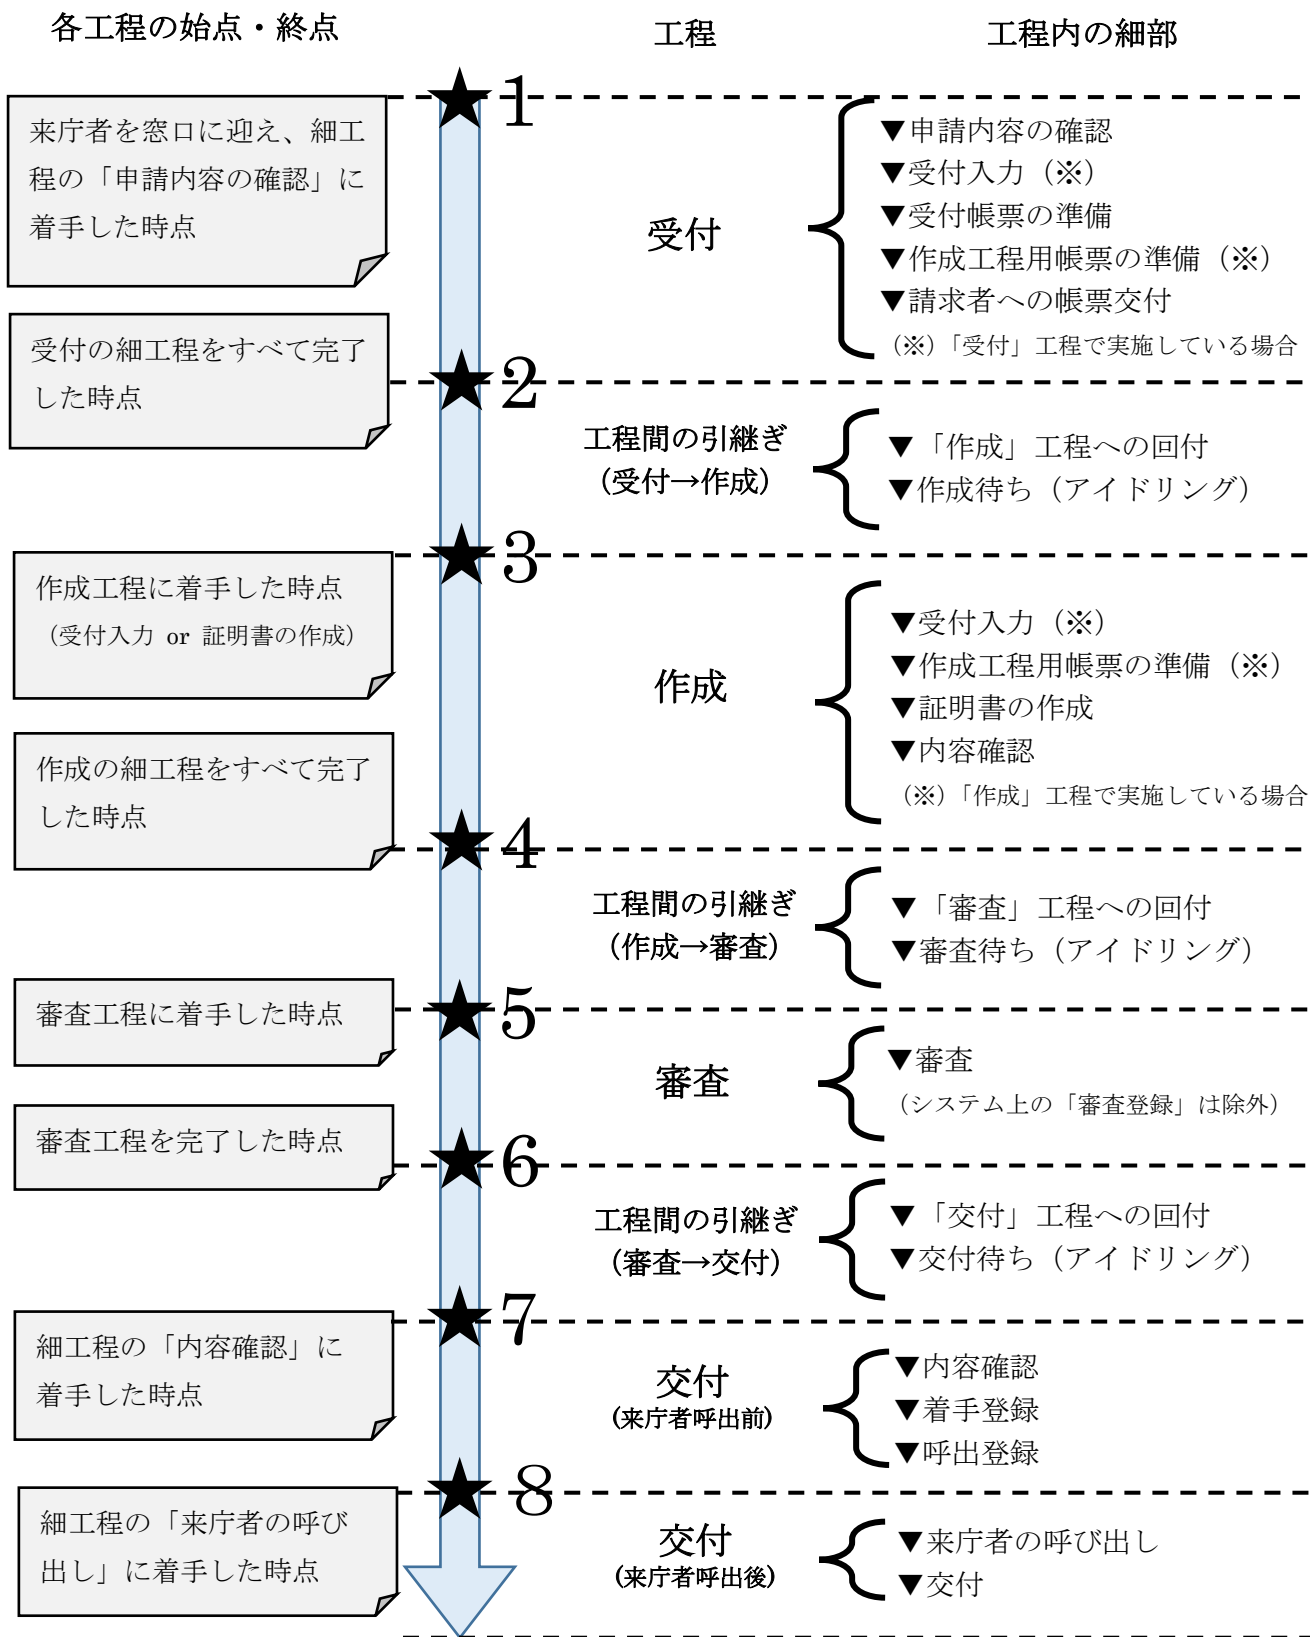 各工程の始点・終点
工程
工程内の細部
1
来庁者を窓口に迎え、細工
程の「申請内容の確認」に
着手した時点
受付
▼申請内容の確認
▼受付入力（※）
▼受付帳票の準備
▼作成工程用帳票の準備（※）
▼請求者への帳票交付
（※）「受付」工程で実施している場合
受付の細工程をすべて完了
した時点
2
工程間の引継ぎ
（受付→作成）
▼「作成」工程への回付
▼作成待ち（アイドリング）
3
作成工程に着手した時点
（受付入力 or 証明書の作成）
作成
▼受付入力（※）
▼作成工程用帳票の準備（※）
▼証明書の作成
▼内容確認
（※）「作成」工程で実施している場合
作成の細工程をすべて完了
した時点
4
工程間の引継ぎ
（作成→審査）
▼「審査」工程への回付
▼審査待ち（アイドリング）
審査工程に着手した時点
5
審査
▼審査
（システム上の「審査登録」は除外）
審査工程を完了した時点
6
工程間の引継ぎ
（審査→交付）
▼「交付」工程への回付
▼交付待ち（アイドリング）
7
細工程の「内容確認」に
着手した時点
交付
（来庁者呼出前）
▼内容確認
▼着手登録
▼呼出登録
8
細工程の「来庁者の呼び
出し」に着手した時点
交付
（来庁者呼出後）
▼来庁者の呼び出し
▼交付